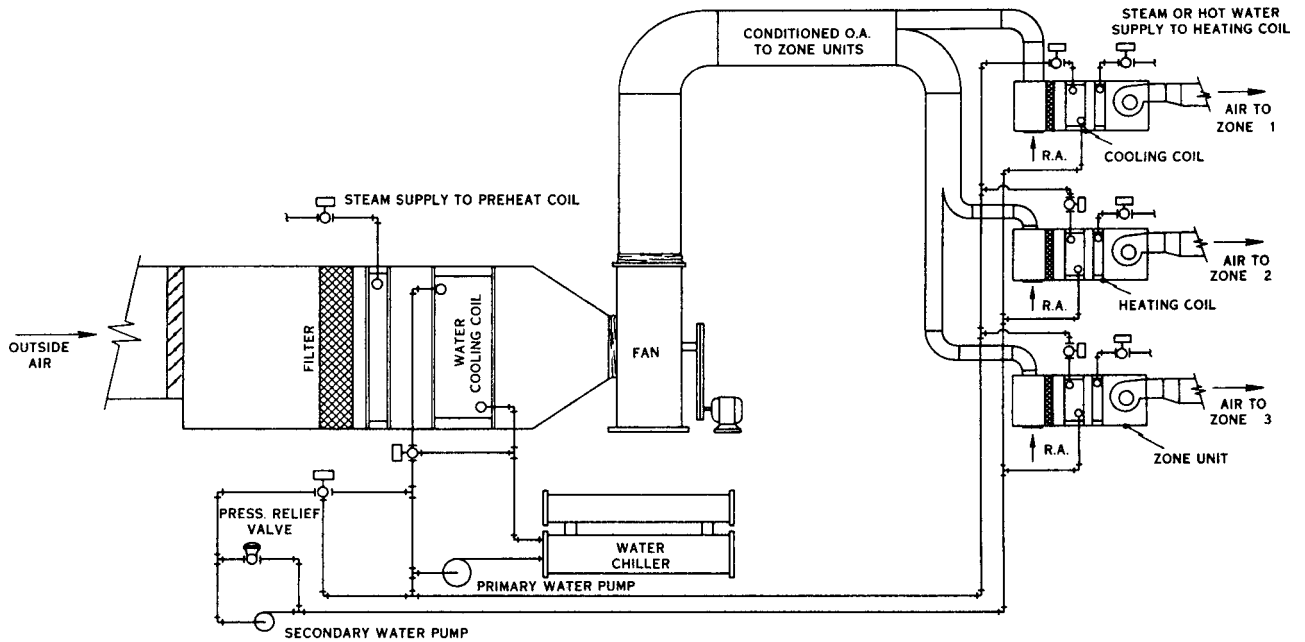 STEAM OR HOT WATER
SUPPLY TO HEATING COIL
CONDITIONED O.A.
TO ZONE UNITS
AIR TO
ZONE 1
R.A.
COOLING COIL
STEAM SUPPLY TO PREHEAT COIL
AIR TO
ZONE 2
R.A.
HEATING COIL
OUTSIDE
AIR
FILTER
WATER
COOLING COIL
FAN
AIR TO
ZONE 3
R.A.
ZONE UNIT
PRESS. RELIEF
VALVE
WATER
CHILLER
PRIMARY WATER PUMP
SECONDARY WATER PUMP